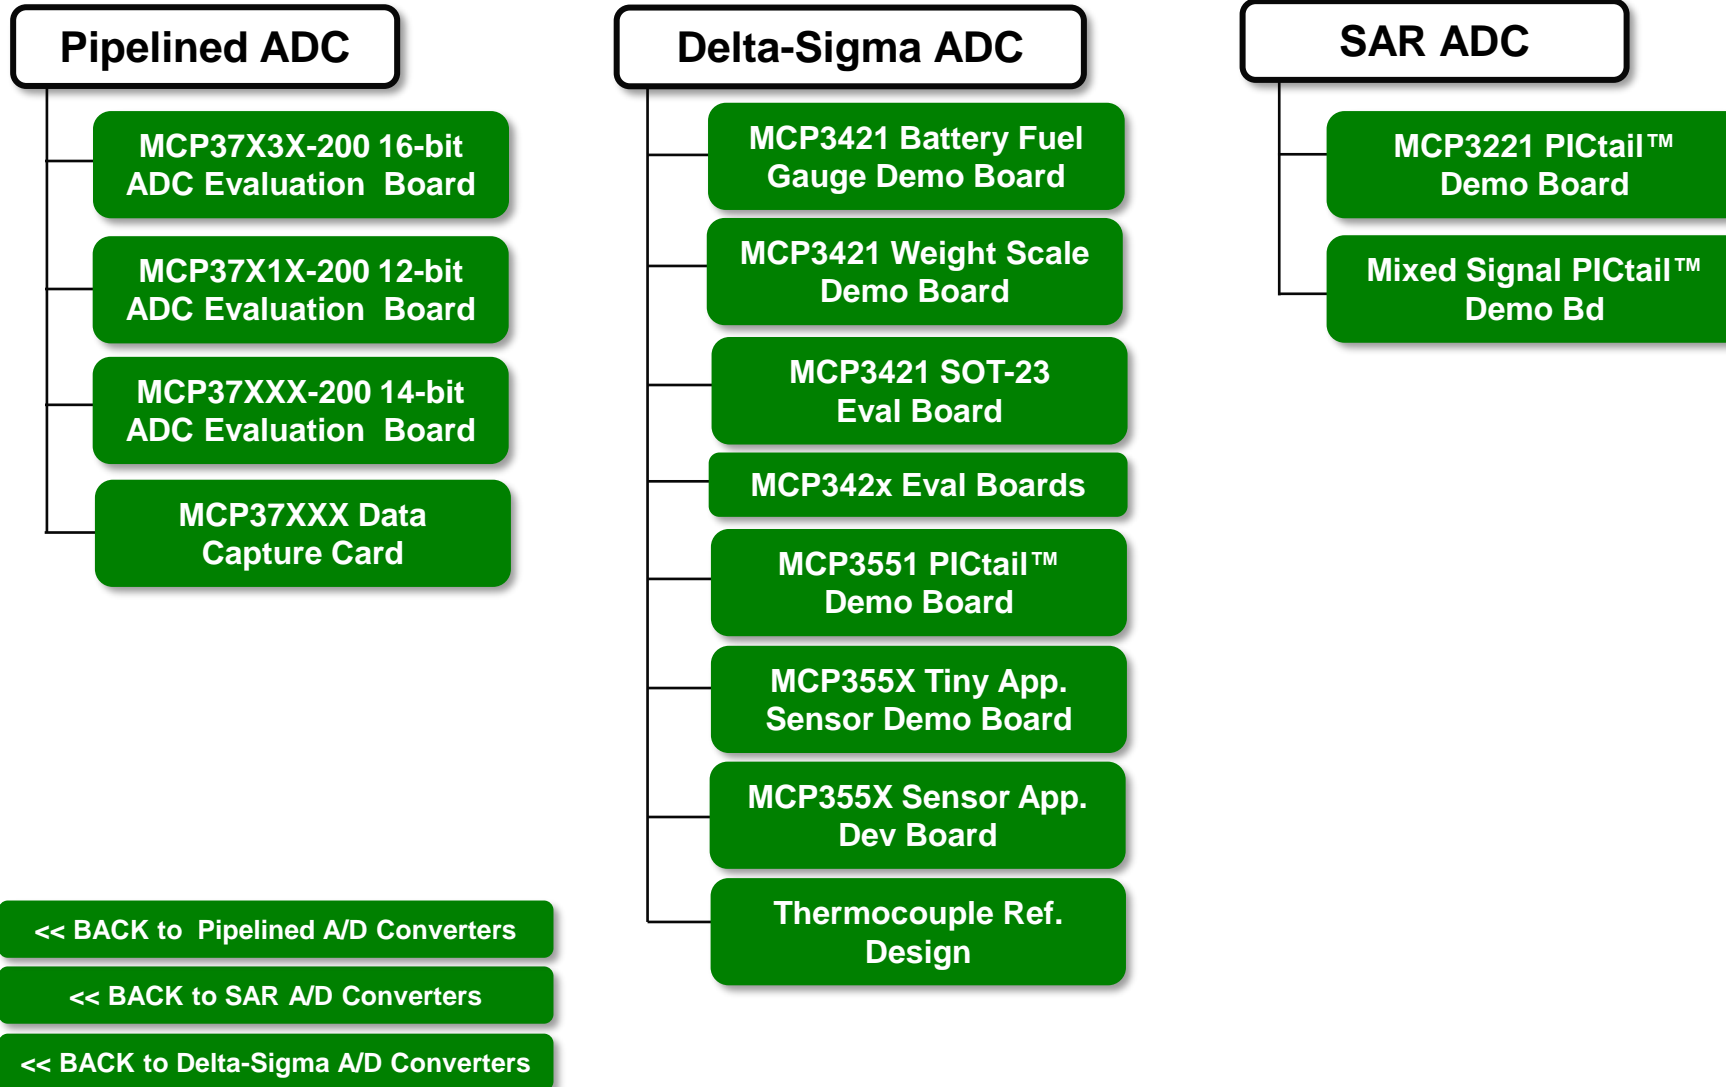 Pipelined ADC
MCP37X3X-200 16-bit
ADC Evaluation Board
MCP37X1X-200 12-bit
ADC Evaluation Board
MCP37XXX-200 14-bit
ADC Evaluation Board
MCP37XXX Data
Capture Card
Delta-Sigma ADC
MCP3421 Battery Fuel
Gauge Demo Board
MCP3421 Weight Scale
Demo Board
MCP3421 SOT-23
Eval Board
MCP342x Eval Boards
MCP3551 PICtail™
Demo Board
MCP355X Tiny App.
Sensor Demo Board
MCP355X Sensor App.
Dev Board
Thermocouple Ref.
Design
SAR ADC
MCP3221 PICtail™
Demo Board
Mixed Signal PICtail™
Demo Bd
<< BACK to Pipelined A/D Converters
<< BACK to SAR A/D Converters
<< BACK to Delta-Sigma A/D Converters